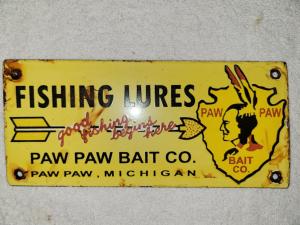 FISHING LURES
good
fishing
begins
here
PAW PAW BAIT CO.
PAW PAW, MICHIGAN
PAW PAW
BAIT
CO.